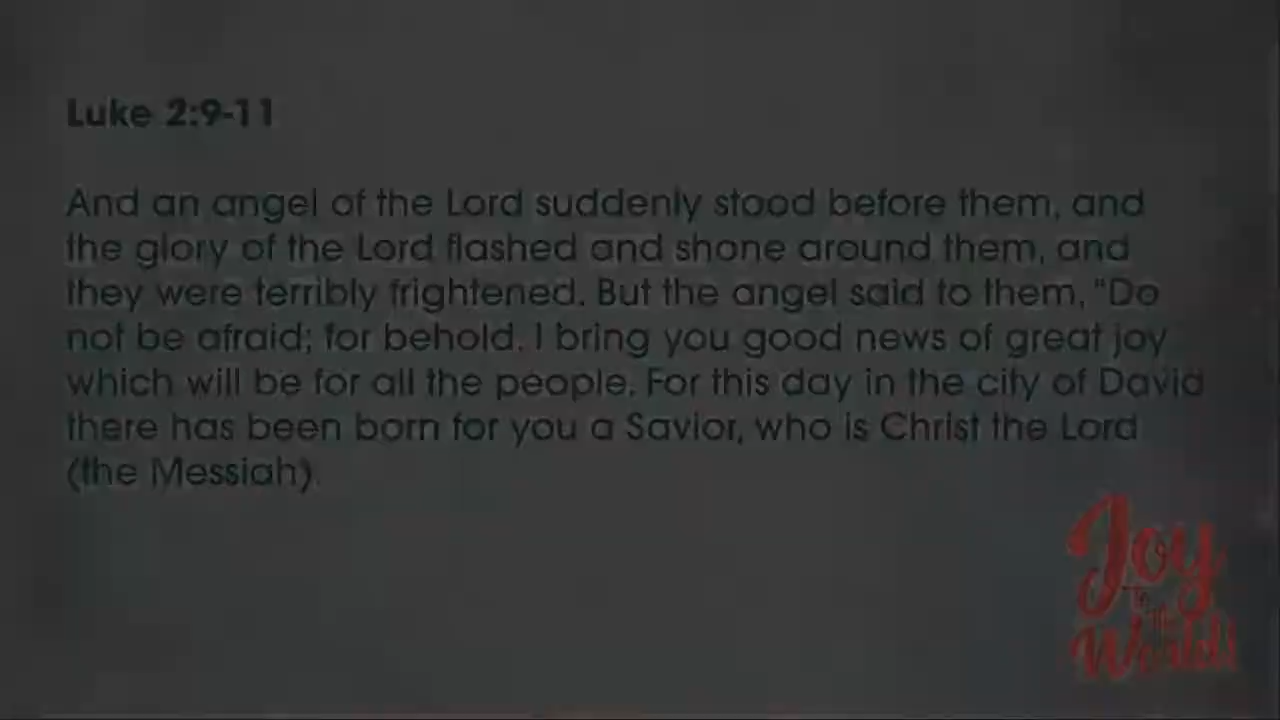 Luke 2:9-11
And an angel of the Lord suddenly stood before them, and
the glory of the Lord flashed and shone around them, and
they were terribly frightened. But the angel said to them, “Do
not be afraid; for behold, I bring you good news of great joy
which will be for all the people. For this day in the city of David
there has been born for you a Savior, who is Christ the Lord
(the Messiah).
Joy
To
the
World!